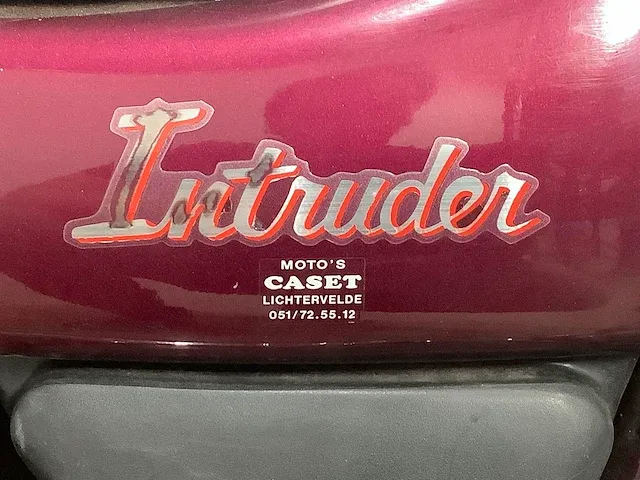 Intruder
MOTO'S
CASET
LICHTERVELDE
051/72.55.12